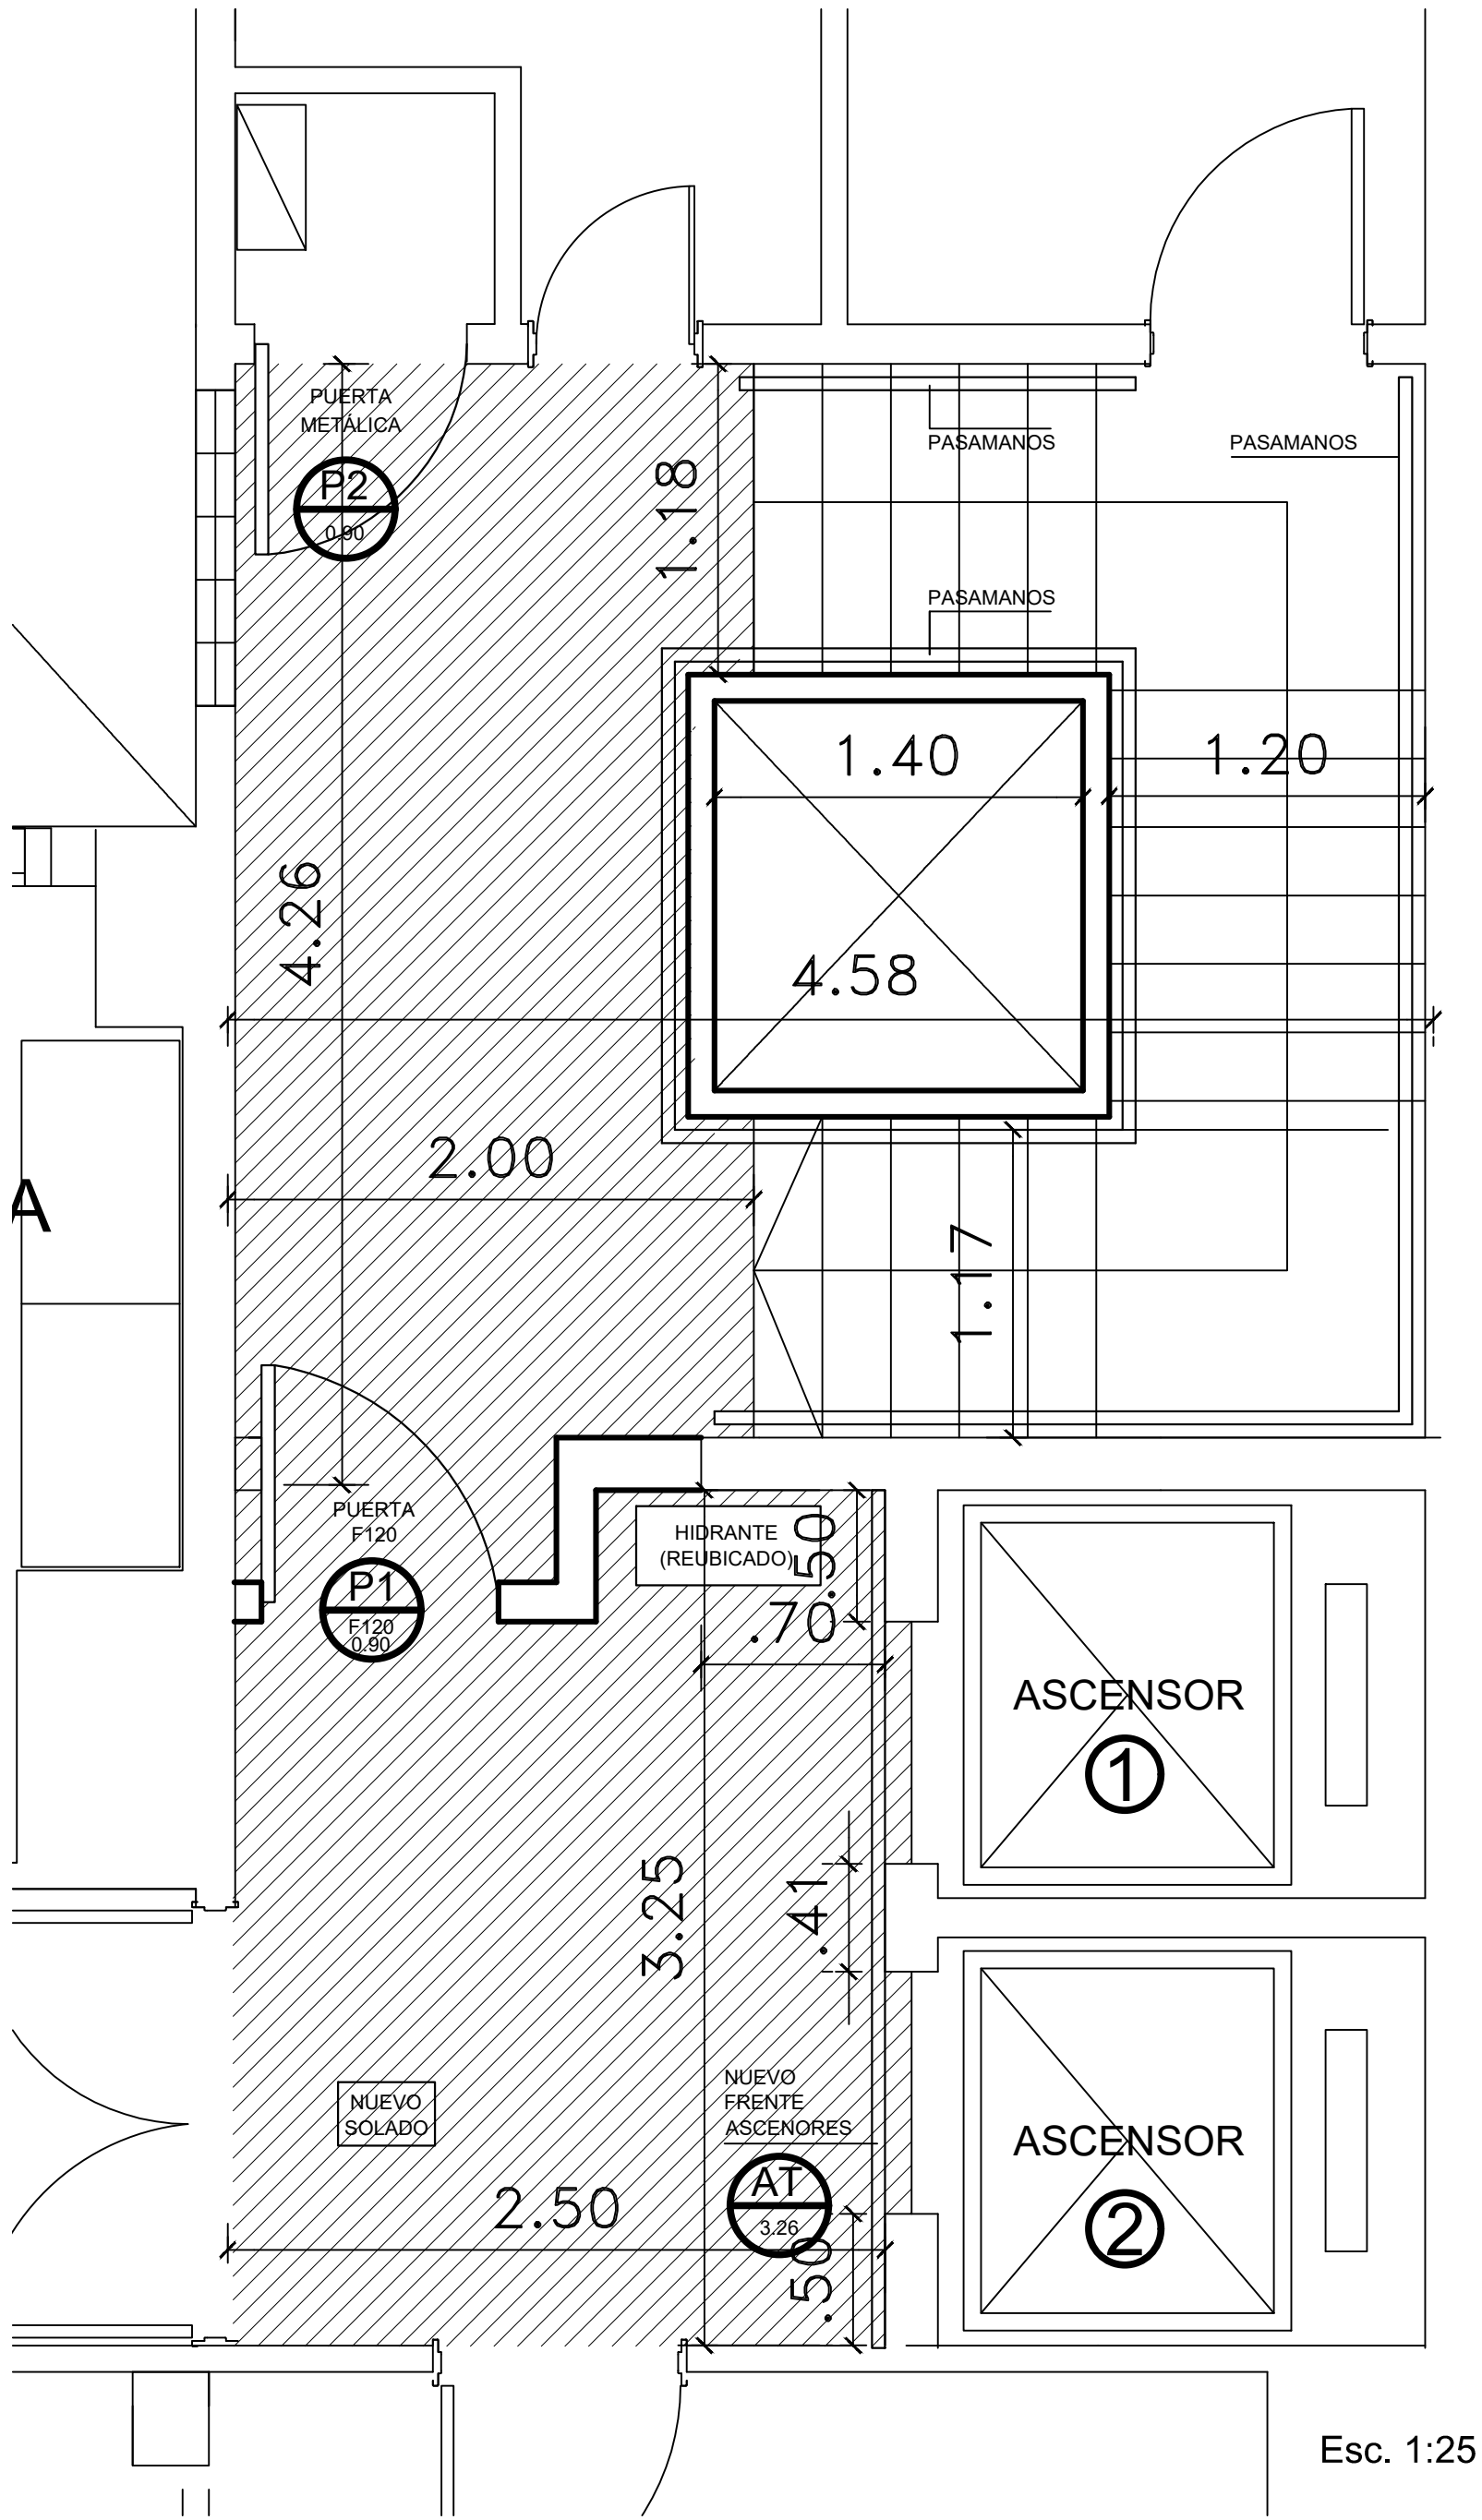 PUERTA
METÁLICA
P2
0.90
1.18
PASAMANOS
PASAMANOS
PASAMANOS
1.40
1.20
4.26
4.58
2.00
A
1.17
PUERTA
F120
P1
F120
0.90
HIDRANTE
(REUBICADO)
.50
.70
ASCENSOR
1
3.25
.41
NUEVO
SOLADO
NUEVO
FRENTE
ASCENORES
AT
3.26
2.50
.50
ASCENSOR
2
Esc. 1:25